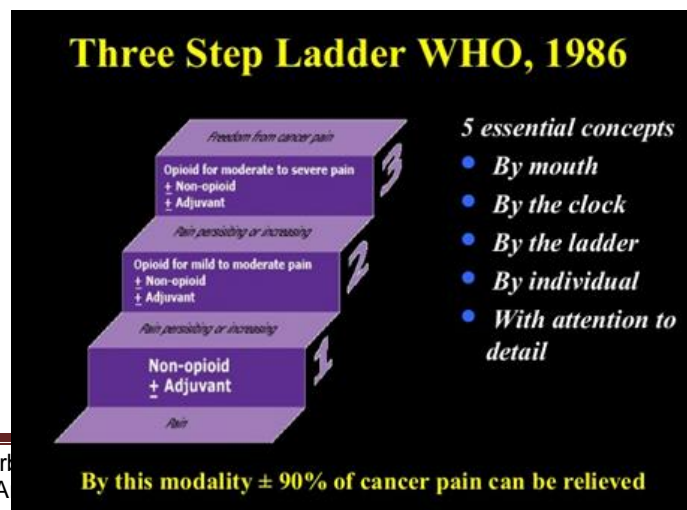 Three Step Ladder WHO, 1986
Freedom from cancer pain
Opioid for moderate to severe pain
± Non-opioid
± Adjuvant
3
Pain persisting or increasing
Opioid for mild to moderate pain
± Non-opioid
± Adjuvant
2
Pain persisting or increasing
Non-opioid
± Adjuvant
1
Pain
5 essential concepts
• By mouth
• By the clock
• By the ladder
• By individual
• With attention to
detail
By this modality ± 90% of cancer pain can be relieved